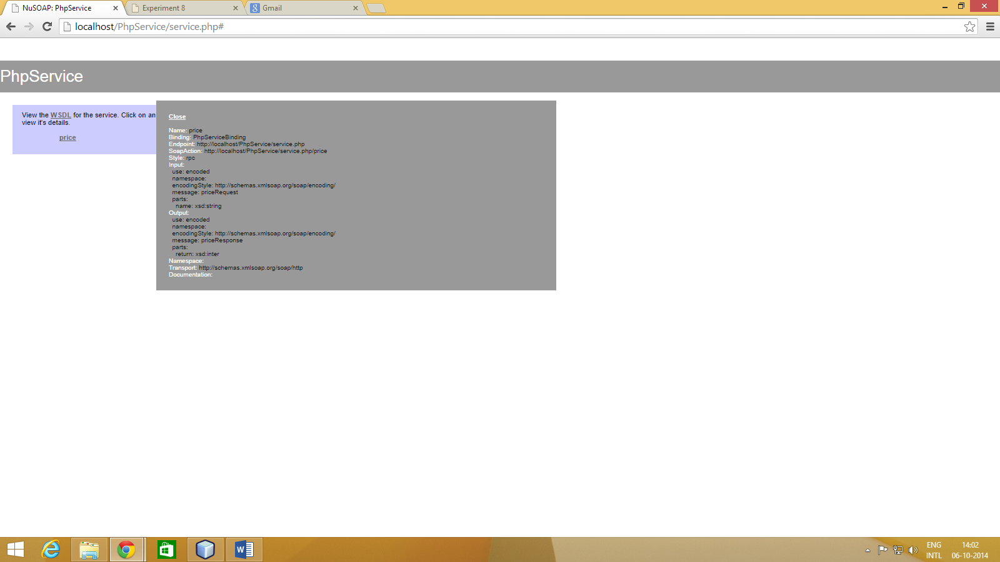 NuSOAP: PhpService
Experiment 8
Gmail
localhost/PhpService/service.php#
PhpService
View the WSDL for the service. Click on an
view it's details.
price
Close
Name: price
Binding: PhpServiceBinding
Endpoint: http://localhost/PhpService/service.php
SoapAction: http://localhost/PhpService/service.php/price
Style: rpc
Input:
use: encoded
namespace:
encodingStyle: http://schemas.xmlsoap.org/soap/encoding/
message: priceRequest
parts:
name: xsd:string
Output:
use: encoded
namespace:
encodingStyle: http://schemas.xmlsoap.org/soap/encoding/
message: priceResponse
parts:
return: xsd:inter
Namespace:
Transport: http://schemas.xmlsoap.org/soap/http
Documentation:
ENG
INTL
14:02
06-10-2014